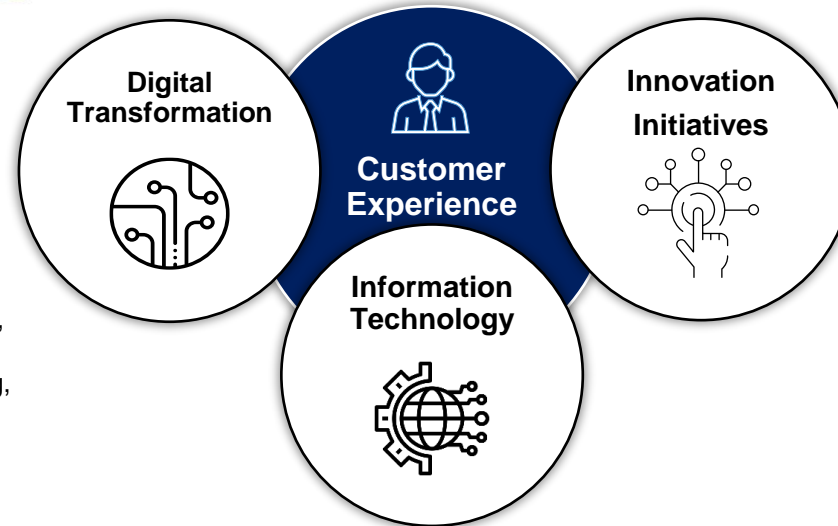 Digital
Transformation
Customer
Experience
Innovation
Initiatives
Information
Technology
,
,